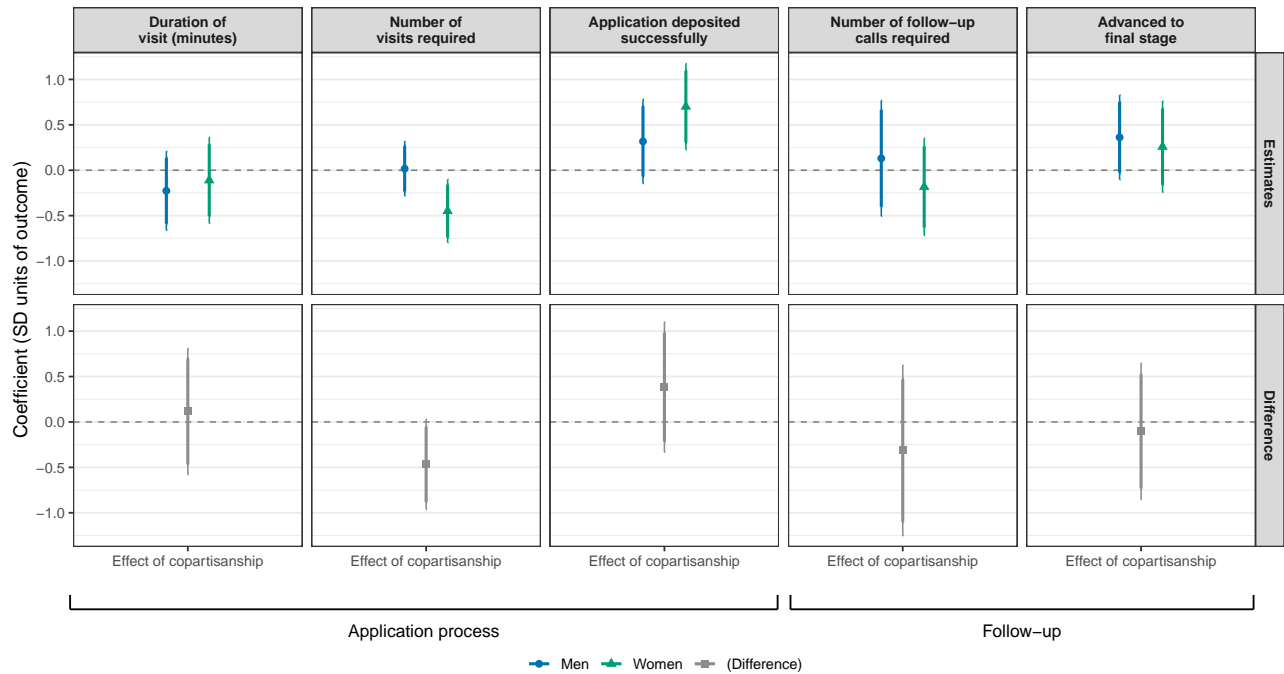 Duration of
visit (minutes)
Number of
visits required
Application deposited
successfully
Number of follow−up
calls required
Advanced to
final stage
Coefficient (SD units of outcome)
1.0
0.5
0.0
−0.5
−1.0
Estimates
1.0
0.5
0.0
−0.5
−1.0
Difference
Effect of copartisanship
Effect of copartisanship
Effect of copartisanship
Effect of copartisanship
Effect of copartisanship
Application process
Follow−up
Men
Women
(Difference)